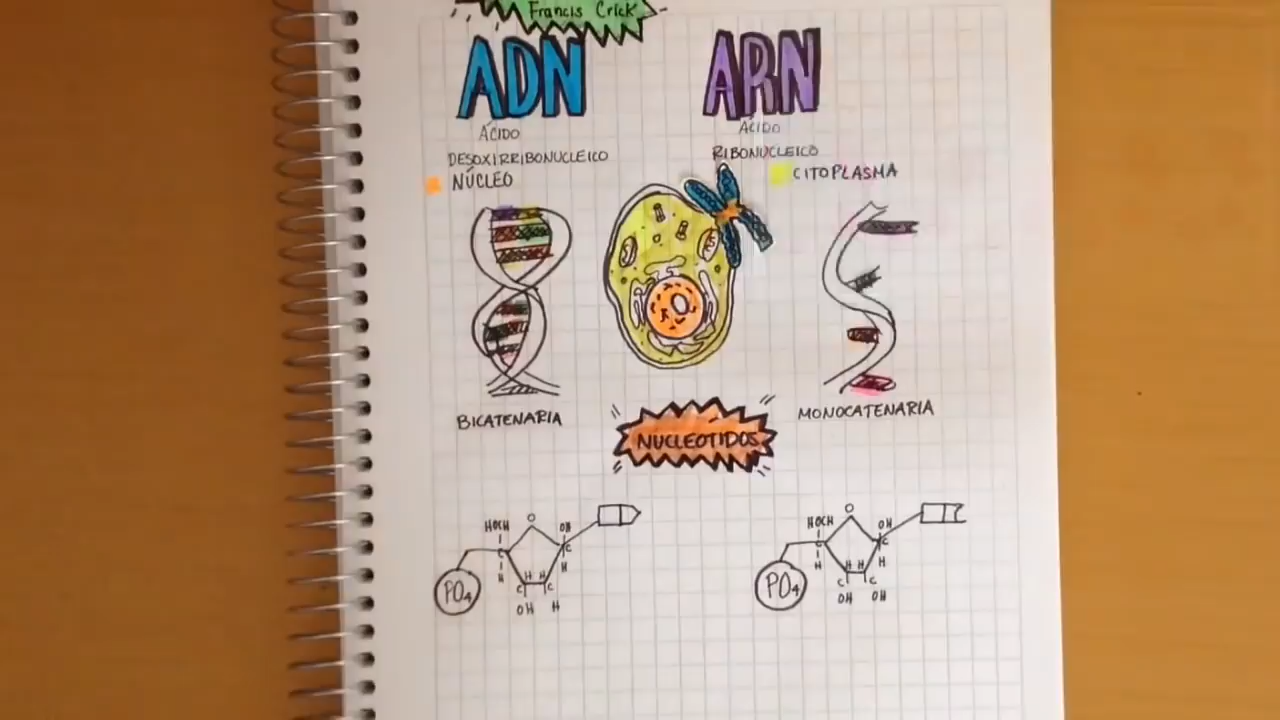 Francis Crick
ADN
ARN
ÁCIDO
DESOXIRRIBONUCLEICO
ÁCIDO
RIBONUCLEICO
NÚCLEO
CITOPLASMA
BICATENARIA
MONOCATENARIA
NUCLEOTIDOS
HOCH
O
OH
C
C
H
H
H H
C
C
OH
H
PO4
HOCH
O
OH
C
C
H
H
H H
C
C
OH
OH
PO4